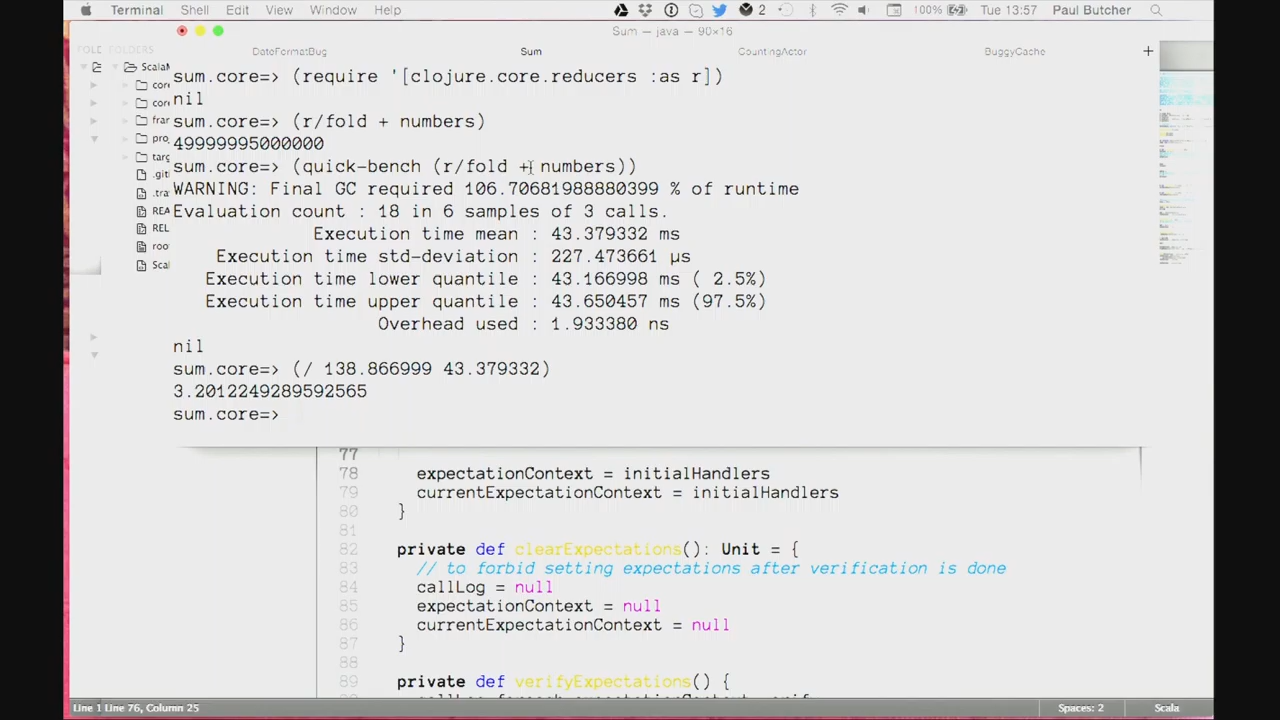 Terminal Shell Edit View Window Help 2 100% Tue 13:57 Paul Butcher
Sum — java — 90×16
DateFormatBug Sum CountingActor BuggyCache +
FOLDERS
sum.core=> (require '[clojure.core.reducers :as r])
nil
sum.core=> (r/fold + numbers)
49999995000000
sum.core=> (quick-bench (r/fold + numbers))
WARNING: Final GC required 106.70681988880399 % of runtime
Evaluation count : 18 in 6 samples of 3 calls.
Execution time mean : 43.379332 ms
Execution time std-deviation : 227.473661 µs
Execution time lower quantile : 43.166998 ms ( 2.5%)
Execution time upper quantile : 43.650457 ms (97.5%)
Overhead used : 1.933380 ns
nil
sum.core=> (/ 138.866999 43.379332)
3.2012249289592565
sum.core=>
77
78 expectationContext = initialHandlers
79 currentExpectationContext = initialHandlers
80 }
81
82 private def clearExpectations(): Unit = {
83 // to forbid setting expectations after verification is done
84 callLog = null
85 expectationContext = null
86 currentExpectationContext = null
87 }
88
89 private def verifyExpectations() {
Line 1 Line 76, Column 25 Spaces: 2 Scala